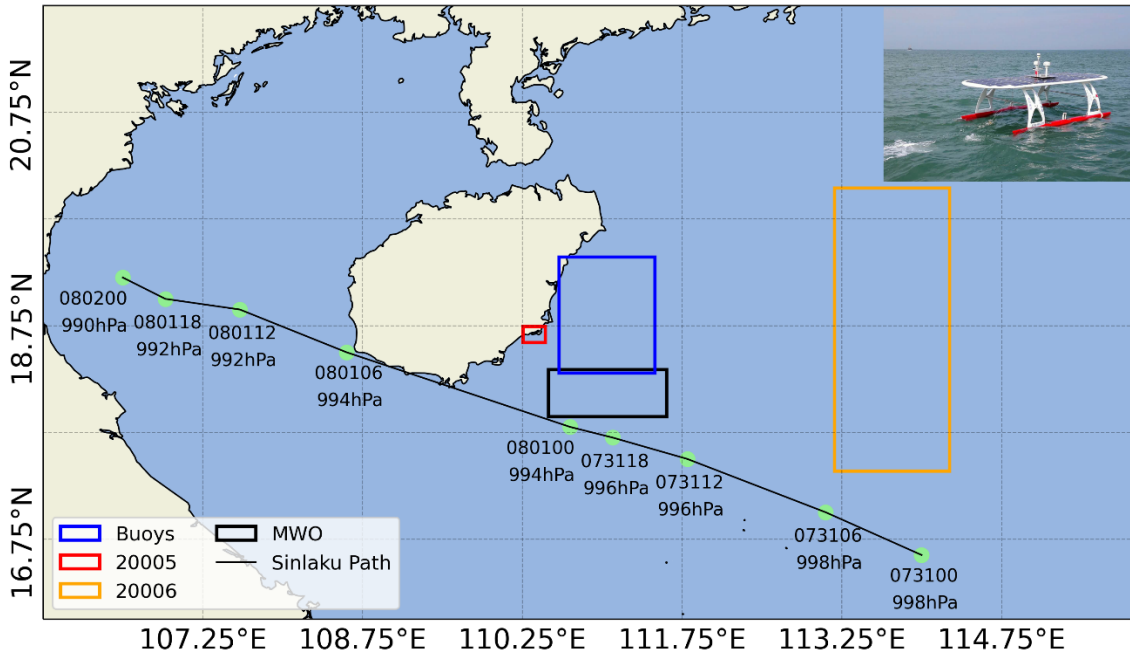 20.75°N
18.75°N
16.75°N
080200
990hPa
080118
992hPa
080112
992hPa
080106
994hPa
080100
994hPa
073118
996hPa
073112
996hPa
073106
998hPa
073100
998hPa
Buoys
20005
20006
MWO
Sinlaku Path
107.25°E
108.75°E
110.25°E
111.75°E
113.25°E
114.75°E